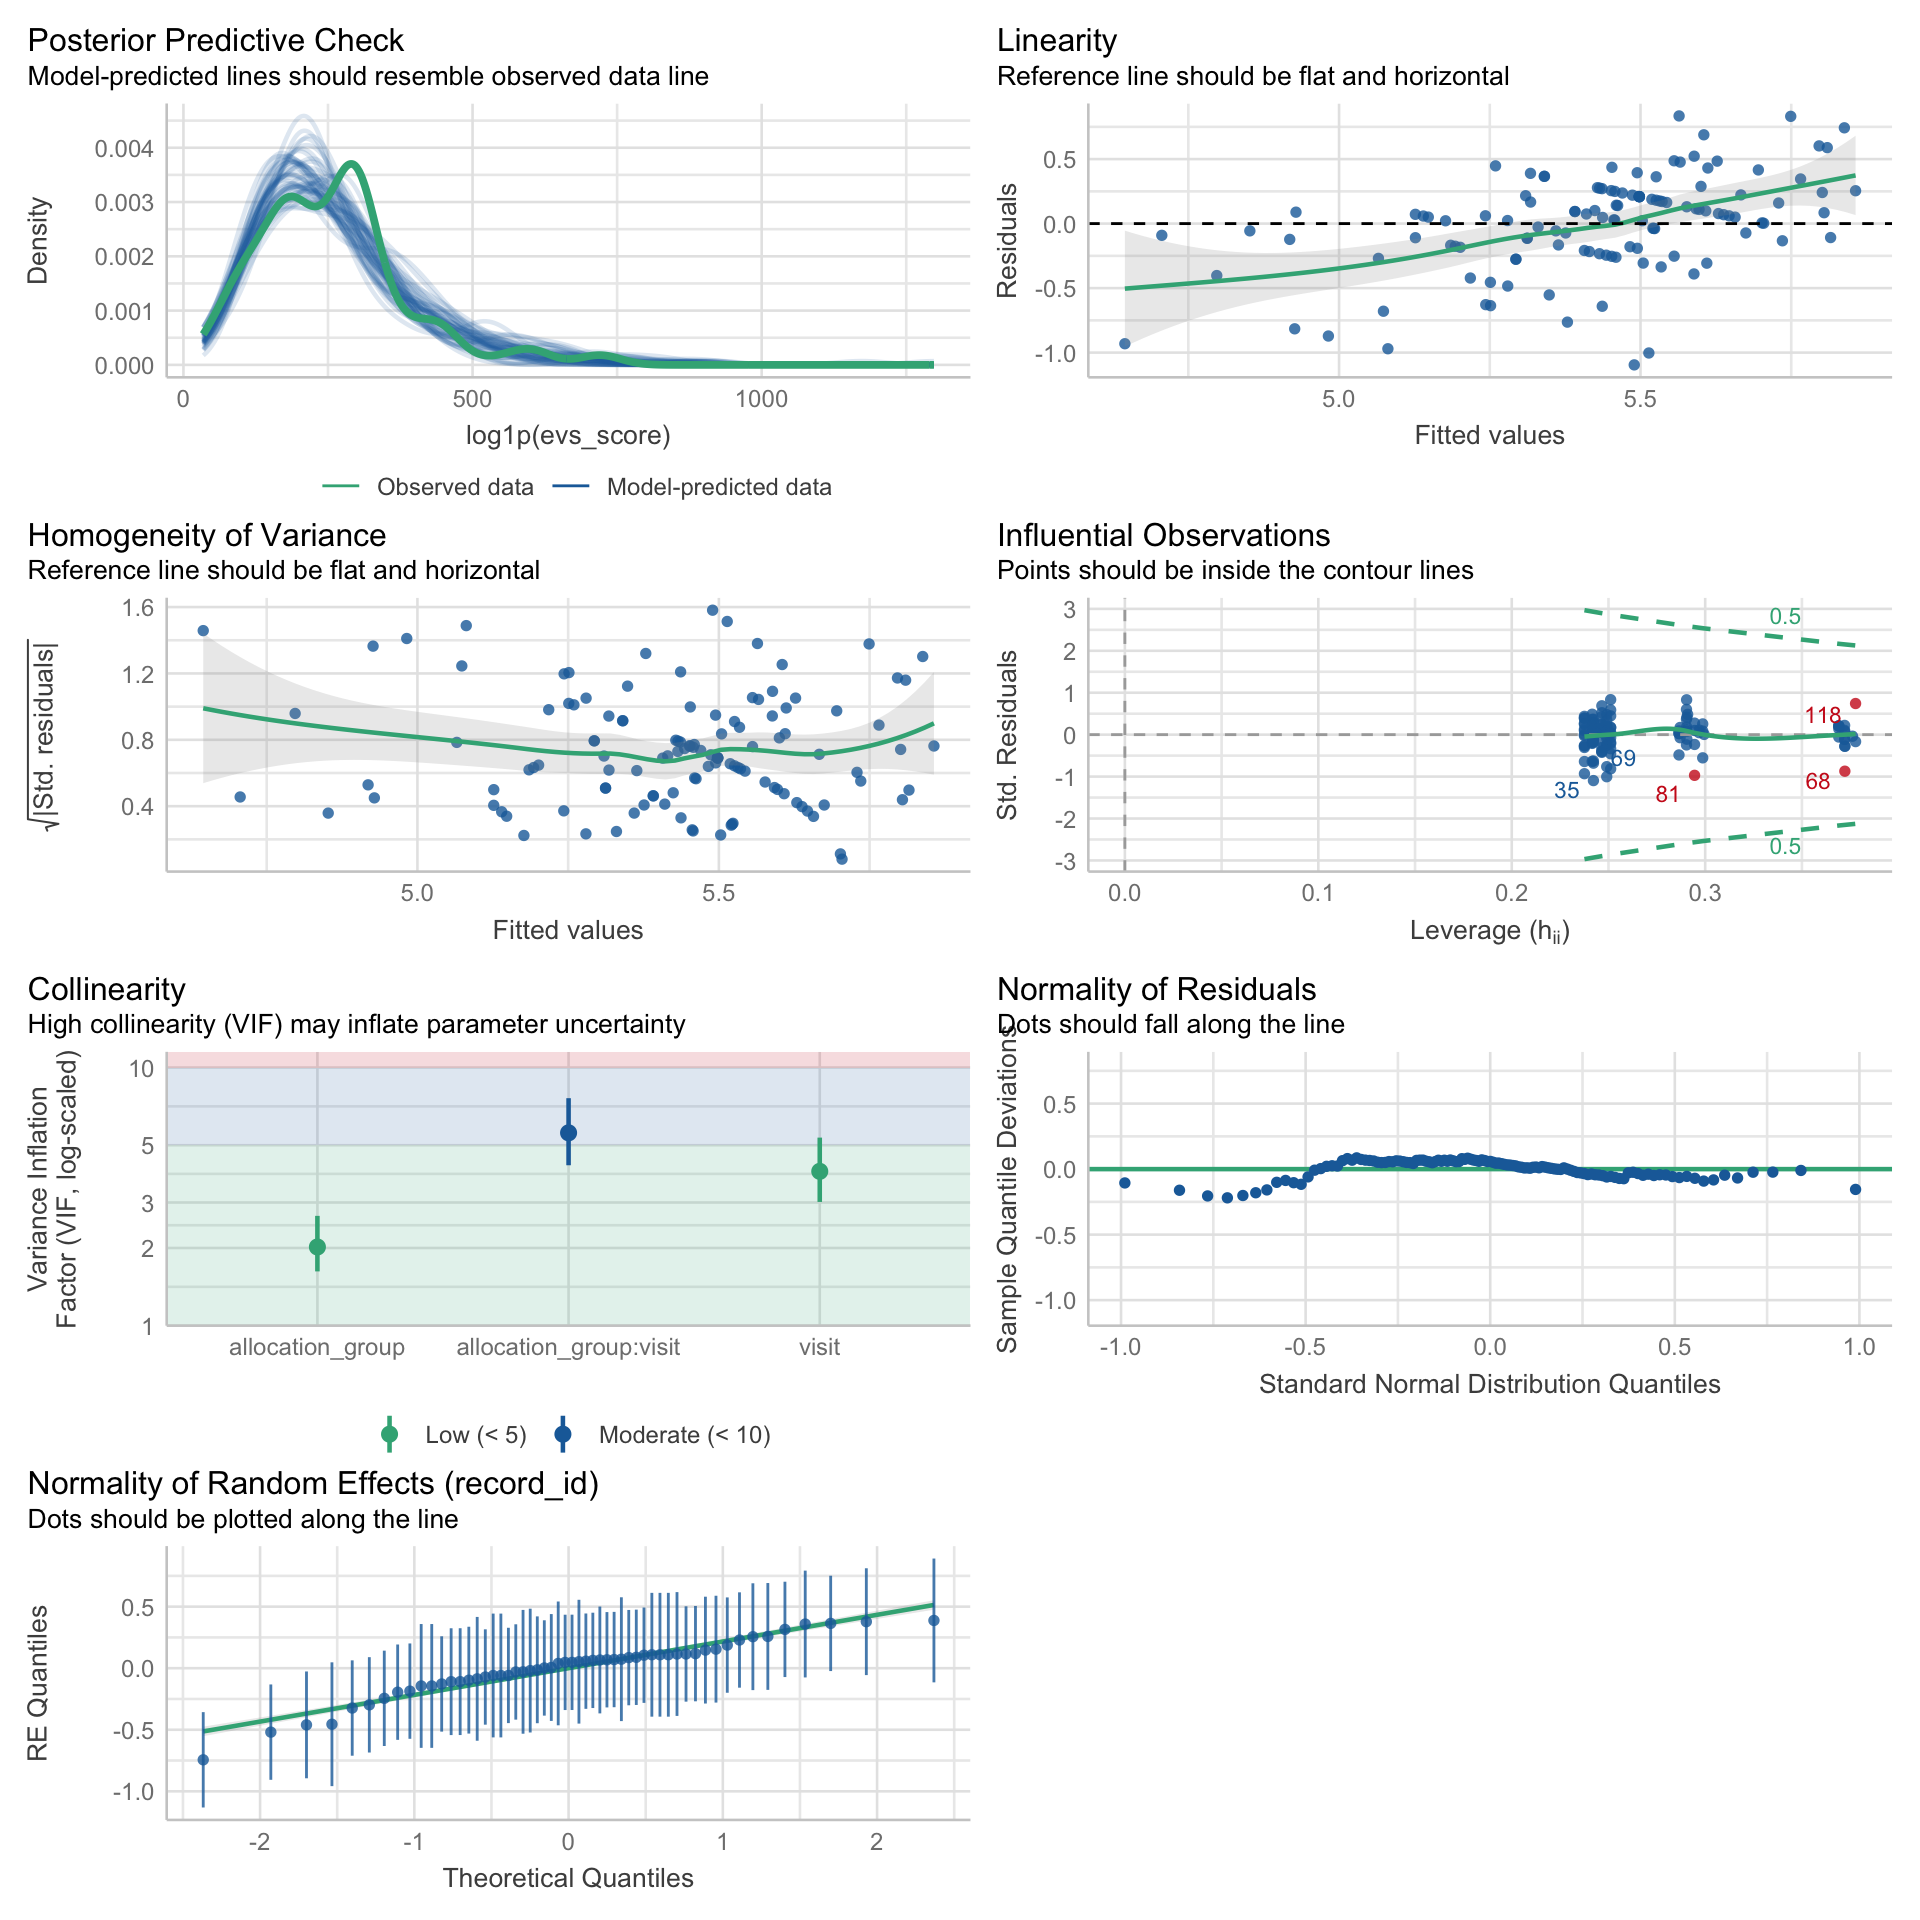 Posterior Predictive Check
Model-predicted lines should resemble observed data line
Density
0.004
0.003
0.002
0.001
0.000
0
500
1000
log1p(evs_score)
Observed data
Model-predicted data
Linearity
Reference line should be flat and horizontal
Residuals
0.5
0.0
-0.5
-1.0
5.0
5.5
Fitted values
Homogeneity of Variance
Reference line should be flat and horizontal
√|Std. residuals|
1.6
1.2
0.8
0.4
5.0
5.5
Fitted values
Influential Observations
Points should be inside the contour lines
Std. Residuals
3
2
1
0
-1
-2
-3
0.5
118
69
35
81
68
0.5
0.0
0.1
0.2
0.3
Leverage (hii)
Collinearity
High collinearity (VIF) may inflate parameter uncertainty
Variance Inflation
Factor (VIF, log-scaled)
10
5
3
2
1
allocation_group
allocation_group:visit
visit
Low (< 5)
Moderate (< 10)
Normality of Residuals
Dots should fall along the line
Sample Quantile Deviations
0.5
0.0
-0.5
-1.0
-1.0
-0.5
0.0
0.5
1.0
Standard Normal Distribution Quantiles
Normality of Random Effects (record_id)
Dots should be plotted along the line
RE Quantiles
0.5
0.0
-0.5
-1.0
-2
-1
0
1
2
Theoretical Quantiles